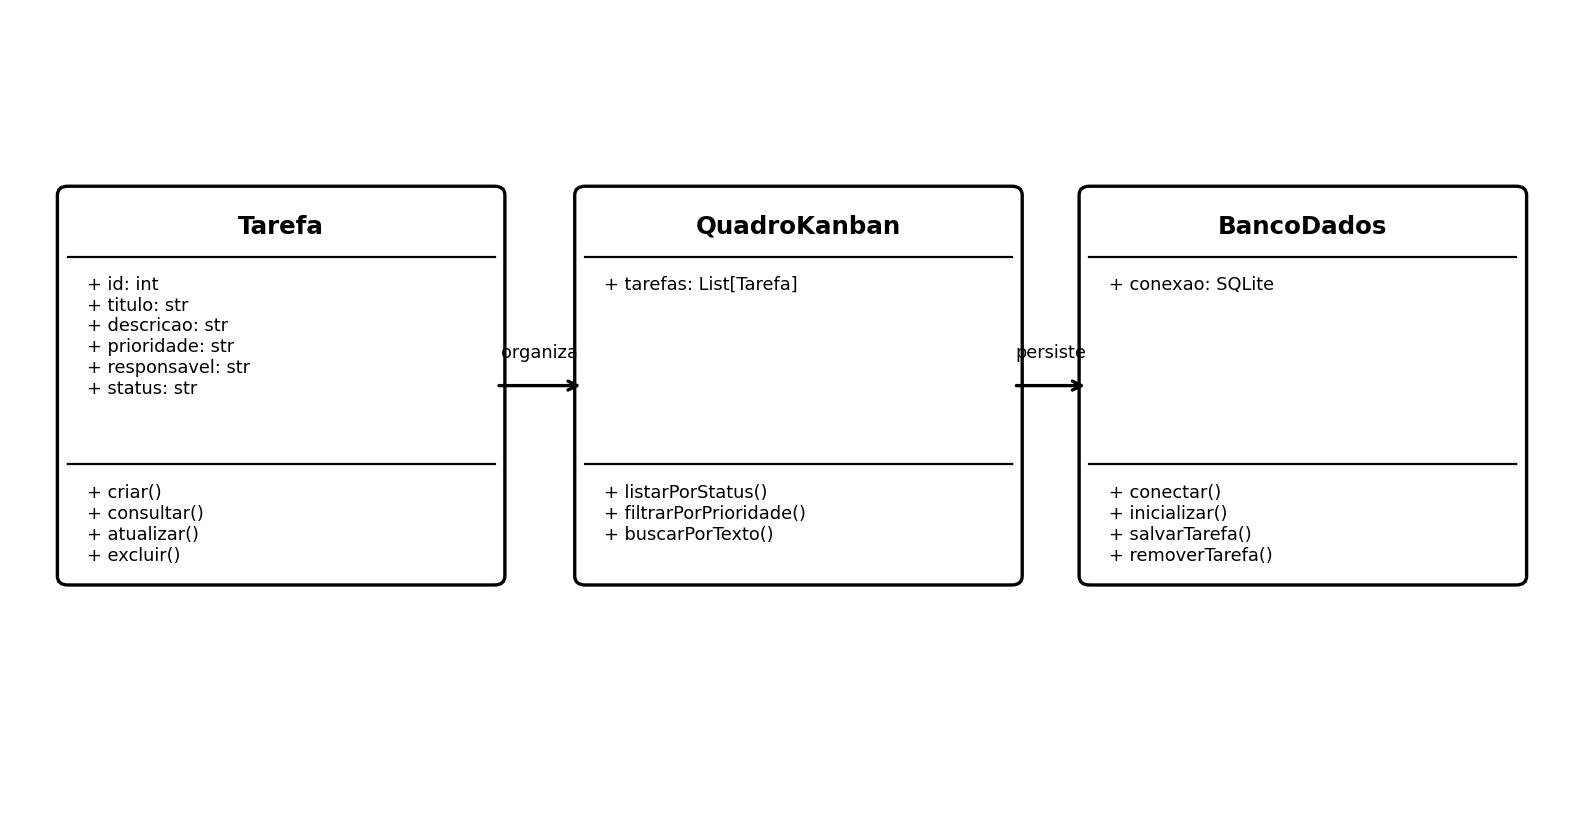 Tarefa
+ id: int
+ titulo: str
+ descricao: str
+ prioridade: str
+ responsavel: str
+ status: str
+ criar()
+ consultar()
+ atualizar()
+ excluir()
organiza
QuadroKanban
+ tarefas: List[Tarefa]
+ listarPorStatus()
+ filtrarPorPrioridade()
+ buscarPorTexto()
persiste
BancoDados
+ conexao: SQLite
+ conectar()
+ inicializar()
+ salvarTarefa()
+ removerTarefa()